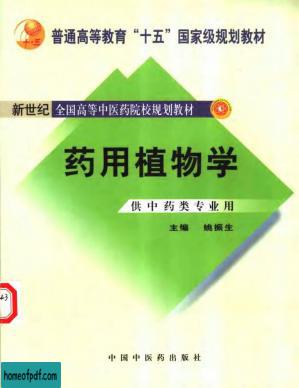 普通高等教育“十五”国家级规划教材
新世纪 全国高等中医药院校规划教材
药用植物学
供中药类专业用
主编 姚振生
中国中医药出版社
homeofpdf.com
homeofpdf.com